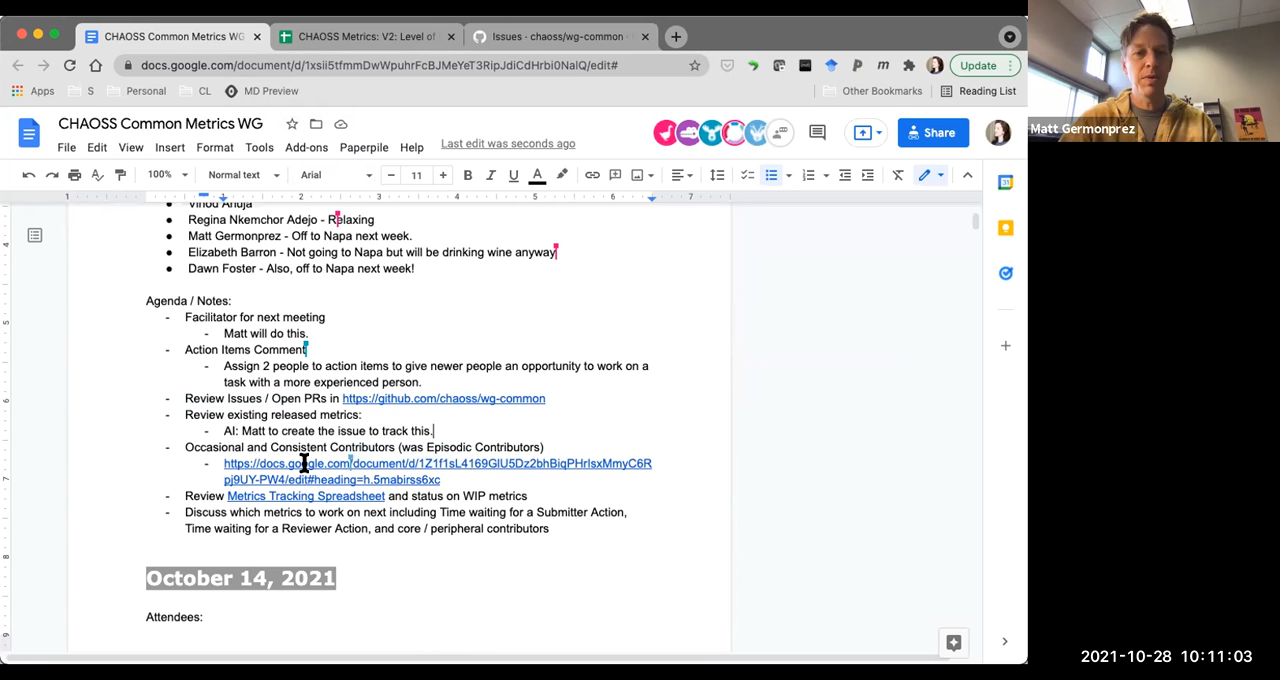 CHAOSS Common Metrics WG
CHAOSS Metrics: V2: Level of
Issues · chaoss/wg-common ·
docs.google.com/document/d/1xsii5tfmmDwWpuhrFcBJMeYeT3RipJdiCdHrbi0NalQ/edit#
Update
Apps
S
Personal
CL
MD Preview
Other Bookmarks
Reading List
CHAOSS Common Metrics WG
File Edit View Insert Format Tools Add-ons Paperpile Help
Last edit was seconds ago
Share
100%
Normal text
Arial
11
Vinod Ahuja
Regina Nkemchor Adejo - Relaxing
Matt Germonprez - Off to Napa next week.
Elizabeth Barron - Not going to Napa but will be drinking wine anyway
Dawn Foster - Also, off to Napa next week!
Agenda / Notes:
- Facilitator for next meeting
- Matt will do this.
- Action Items Comment
- Assign 2 people to action items to give newer people an opportunity to work on a
task with a more experienced person.
- Review Issues / Open PRs in https://github.com/chaoss/wg-common
- Review existing released metrics:
- AI: Matt to create the issue to track this.
- Occasional and Consistent Contributors (was Episodic Contributors)
- https://docs.google.com/document/d/1Z1f1sL4169GlU5Dz2bhBiqPHrlsxMmyC6R
pj9UY-PW4/edit#heading=h.5mabirss6xc
- Review Metrics Tracking Spreadsheet and status on WIP metrics
- Discuss which metrics to work on next including Time waiting for a Submitter Action,
Time waiting for a Reviewer Action, and core / peripheral contributors
October 14, 2021
Attendees:
Matt Germonprez
2021-10-28 10:11:03